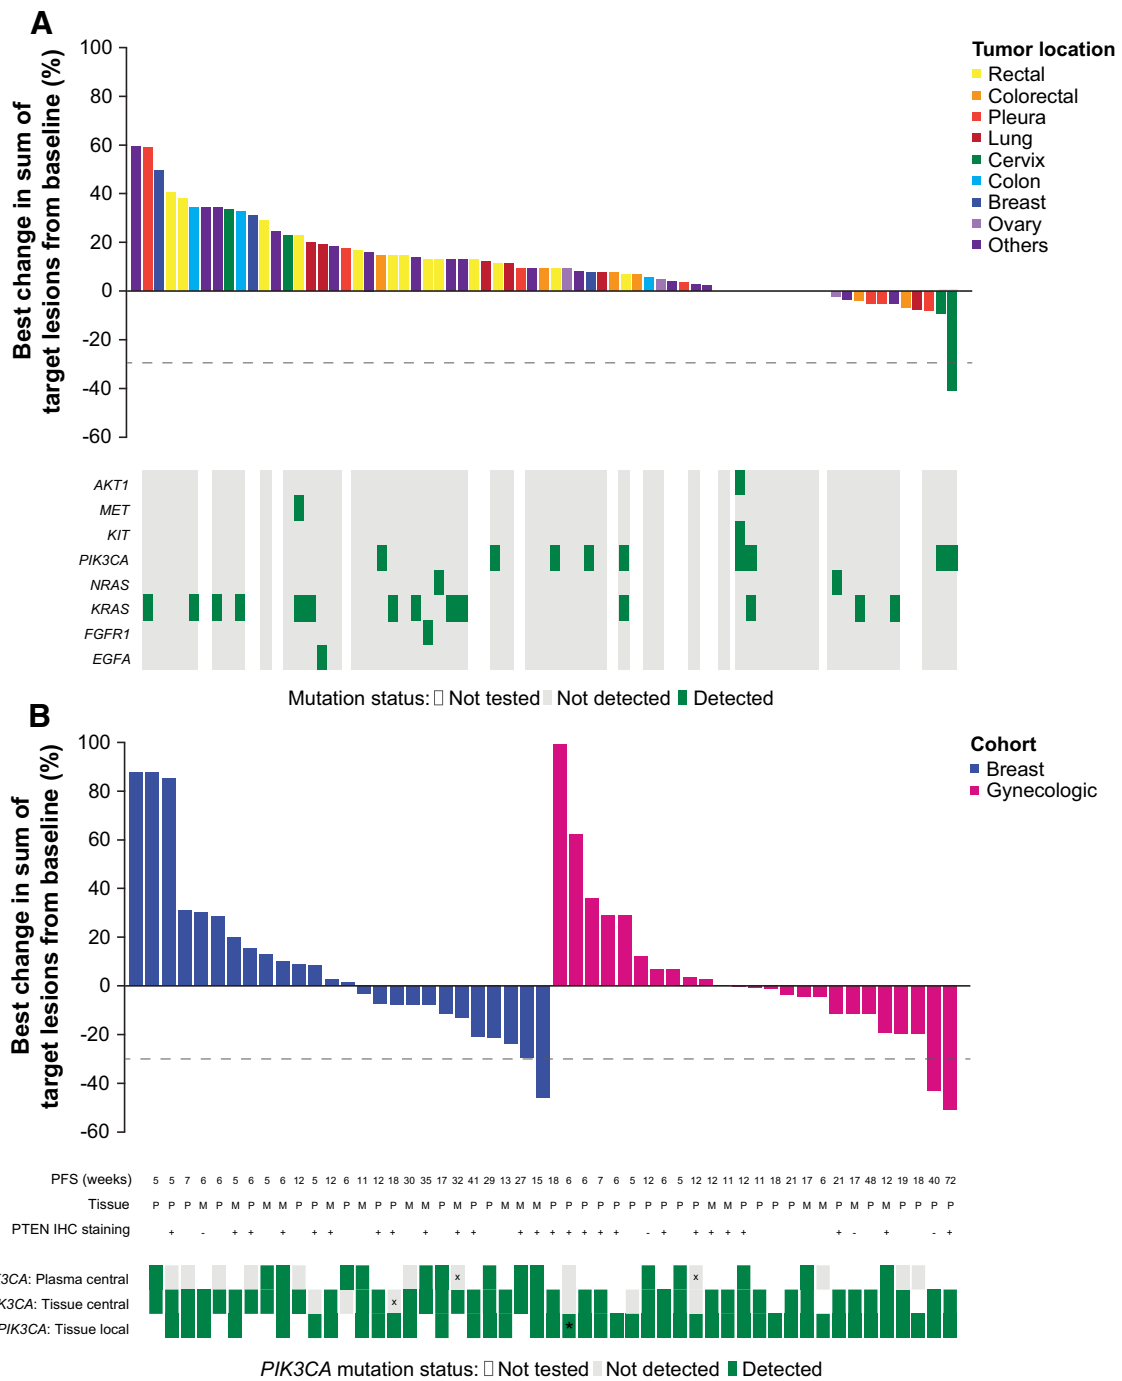 A
Best change in sum of
target lesions from baseline (%)
100
80
60
40
20
0
-20
-40
-60
Tumor location
Rectal
Colorectal
Pleura
Lung
Cervix
Colon
Breast
Ovary
Others
AKT1
MET
KIT
PIK3CA
NRAS
KRAS
FGFR1
EGFA
Mutation status: Not tested Not detected Detected
B
Best change in sum of
target lesions from baseline (%)
100
80
60
40
20
0
-20
-40
-60
Cohort
Breast
Gynecologic
PFS (weeks) 5 5 7 6 6 5 6 5 6 12 5 12 6 11 12 18 30 35 17 32 41 29 13 27 15 18 6 6 7 6 5 12 6 5 12 12 11 12 11 18 21 17 6 21 17 48 12 19 18 40 72
Tissue P P P M P M P M M P P M P M P P M M P M P P M M M P P P P P P P P P P M M P P P P M M P M P M P P P P
PTEN IHC staining + - + + + + + + + + + + + + + + + + + - + + + + + + - + - +
3CA: Plasma central x x
K3CA: Tissue central x
PIK3CA: Tissue local *
PIK3CA mutation status: Not tested Not detected Detected